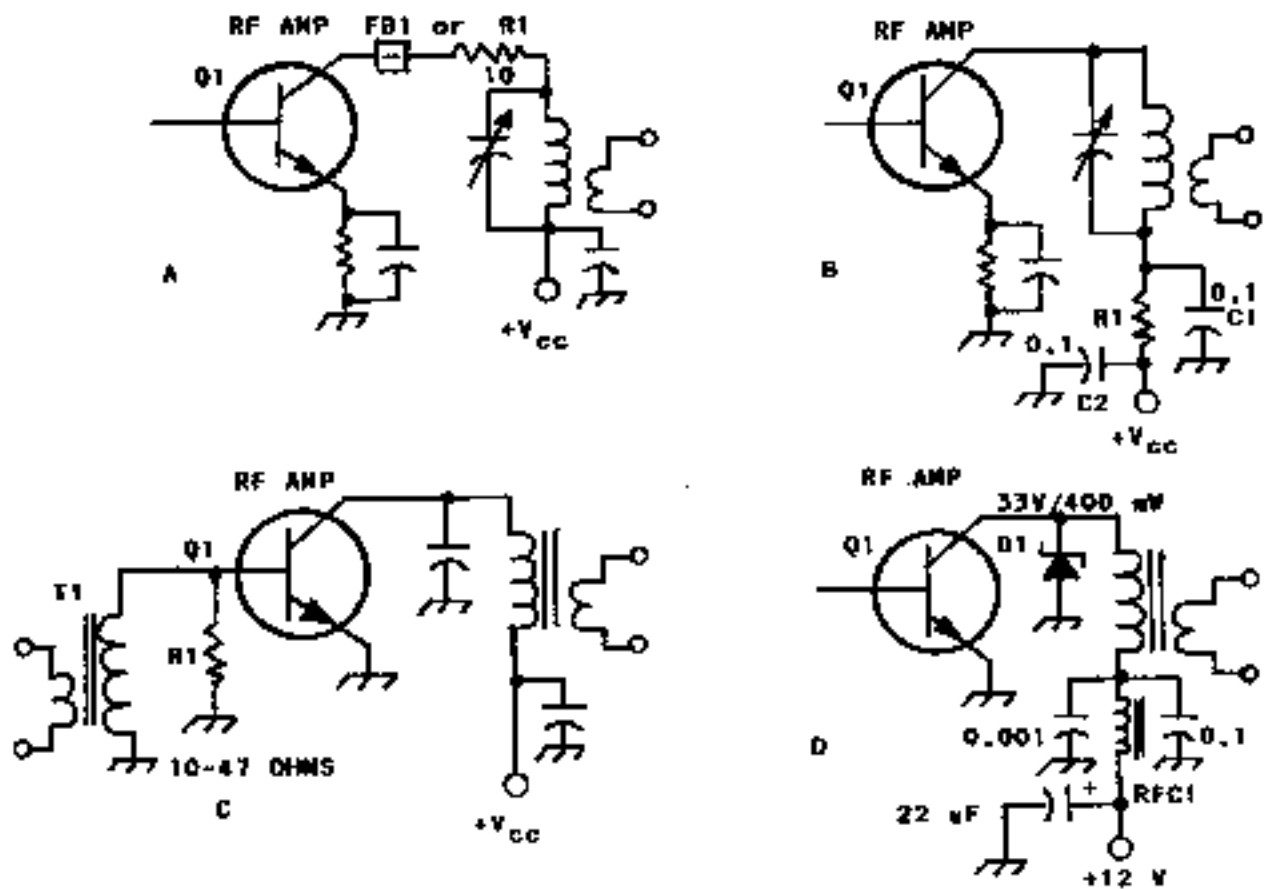 RF AMP
FB1 or R1
Q1
10
A
+Vcc
RF AMP
Q1
B
R1
0.1
C1
0.1
C2
+Vcc
RF AMP
Q1
T1
R1
10-47 OHMS
C
+Vcc
RF AMP
33V/400 mW
Q1
D1
D
0.001
0.1
RFC1
22 uF
+
+12 V